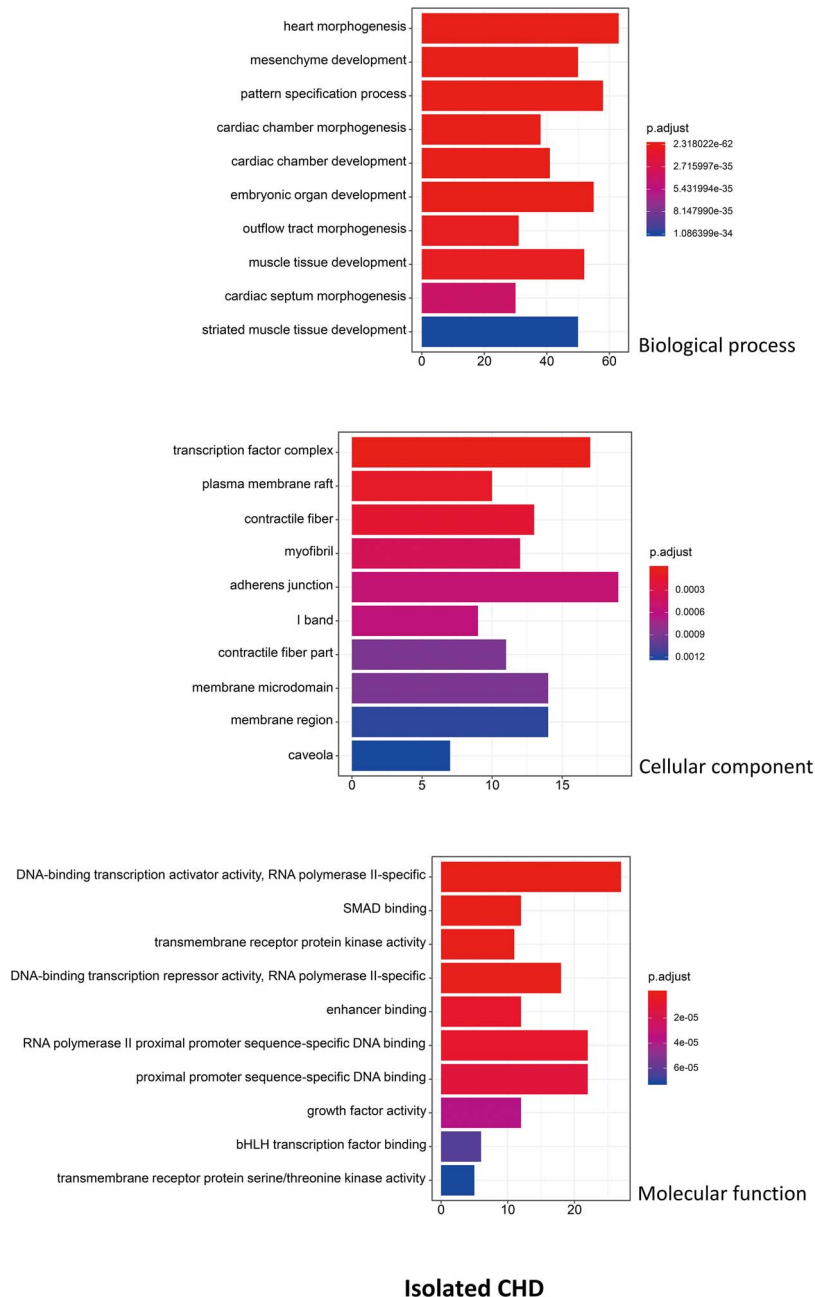 heart morphogenesis
mesenchyme development
pattern specification process
cardiac chamber morphogenesis
cardiac chamber development
embryonic organ development
outflow tract morphogenesis
muscle tissue development
cardiac septum morphogenesis
striated muscle tissue development
0 20 40 60
p.adjust
2.318022e-62
2.715997e-35
5.431994e-35
8.147990e-35
1.086399e-34
Biological process
transcription factor complex
plasma membrane raft
contractile fiber
myofibril
adherens junction
I band
contractile fiber part
membrane microdomain
membrane region
caveola
0 5 10 15
p.adjust
0.0003
0.0006
0.0009
0.0012
Cellular component
DNA-binding transcription activator activity, RNA polymerase II-specific
SMAD binding
transmembrane receptor protein kinase activity
DNA-binding transcription repressor activity, RNA polymerase II-specific
enhancer binding
RNA polymerase II proximal promoter sequence-specific DNA binding
proximal promoter sequence-specific DNA binding
growth factor activity
bHLH transcription factor binding
transmembrane receptor protein serine/threonine kinase activity
0 10 20
p.adjust
2e-05
4e-05
6e-05
Molecular function
Isolated CHD